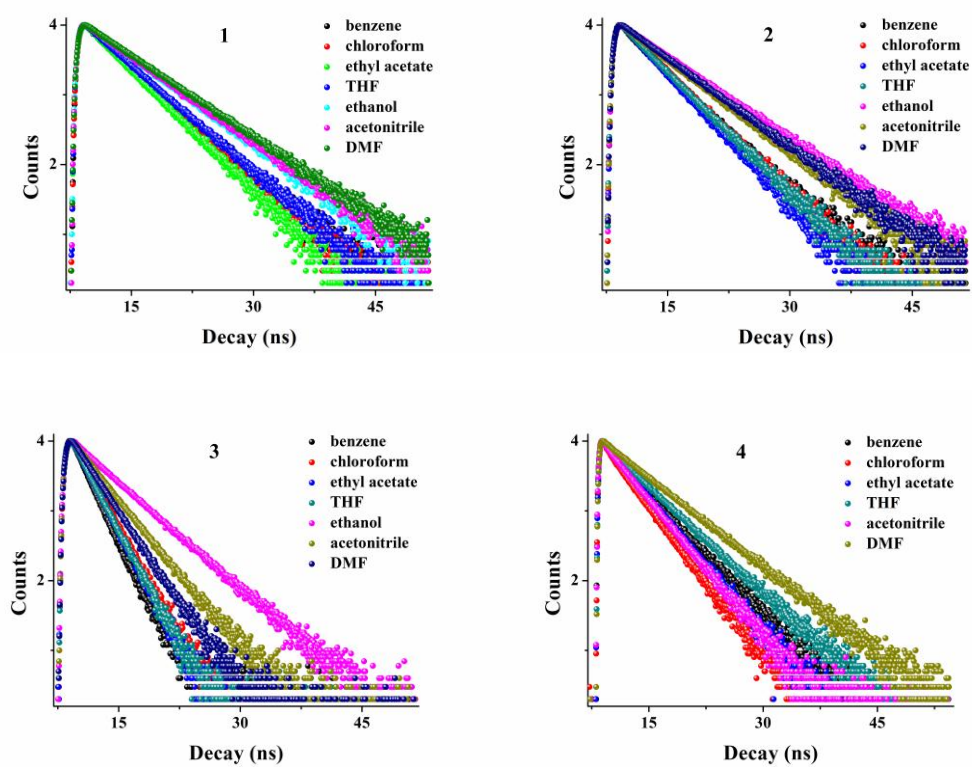 1
benzene
chloroform
ethyl acetate
THF
ethanol
acetonitrile
DMF
Counts
4
2
15
30
45
Decay (ns)
2
benzene
chloroform
ethyl acetate
THF
ethanol
acetonitrile
DMF
Counts
4
2
15
30
45
Decay (ns)
3
benzene
chloroform
ethyl acetate
THF
ethanol
acetonitrile
DMF
Counts
4
2
15
30
45
Decay (ns)
4
benzene
chloroform
ethyl acetate
THF
acetonitrile
DMF
Counts
4
2
15
30
45
Decay (ns)